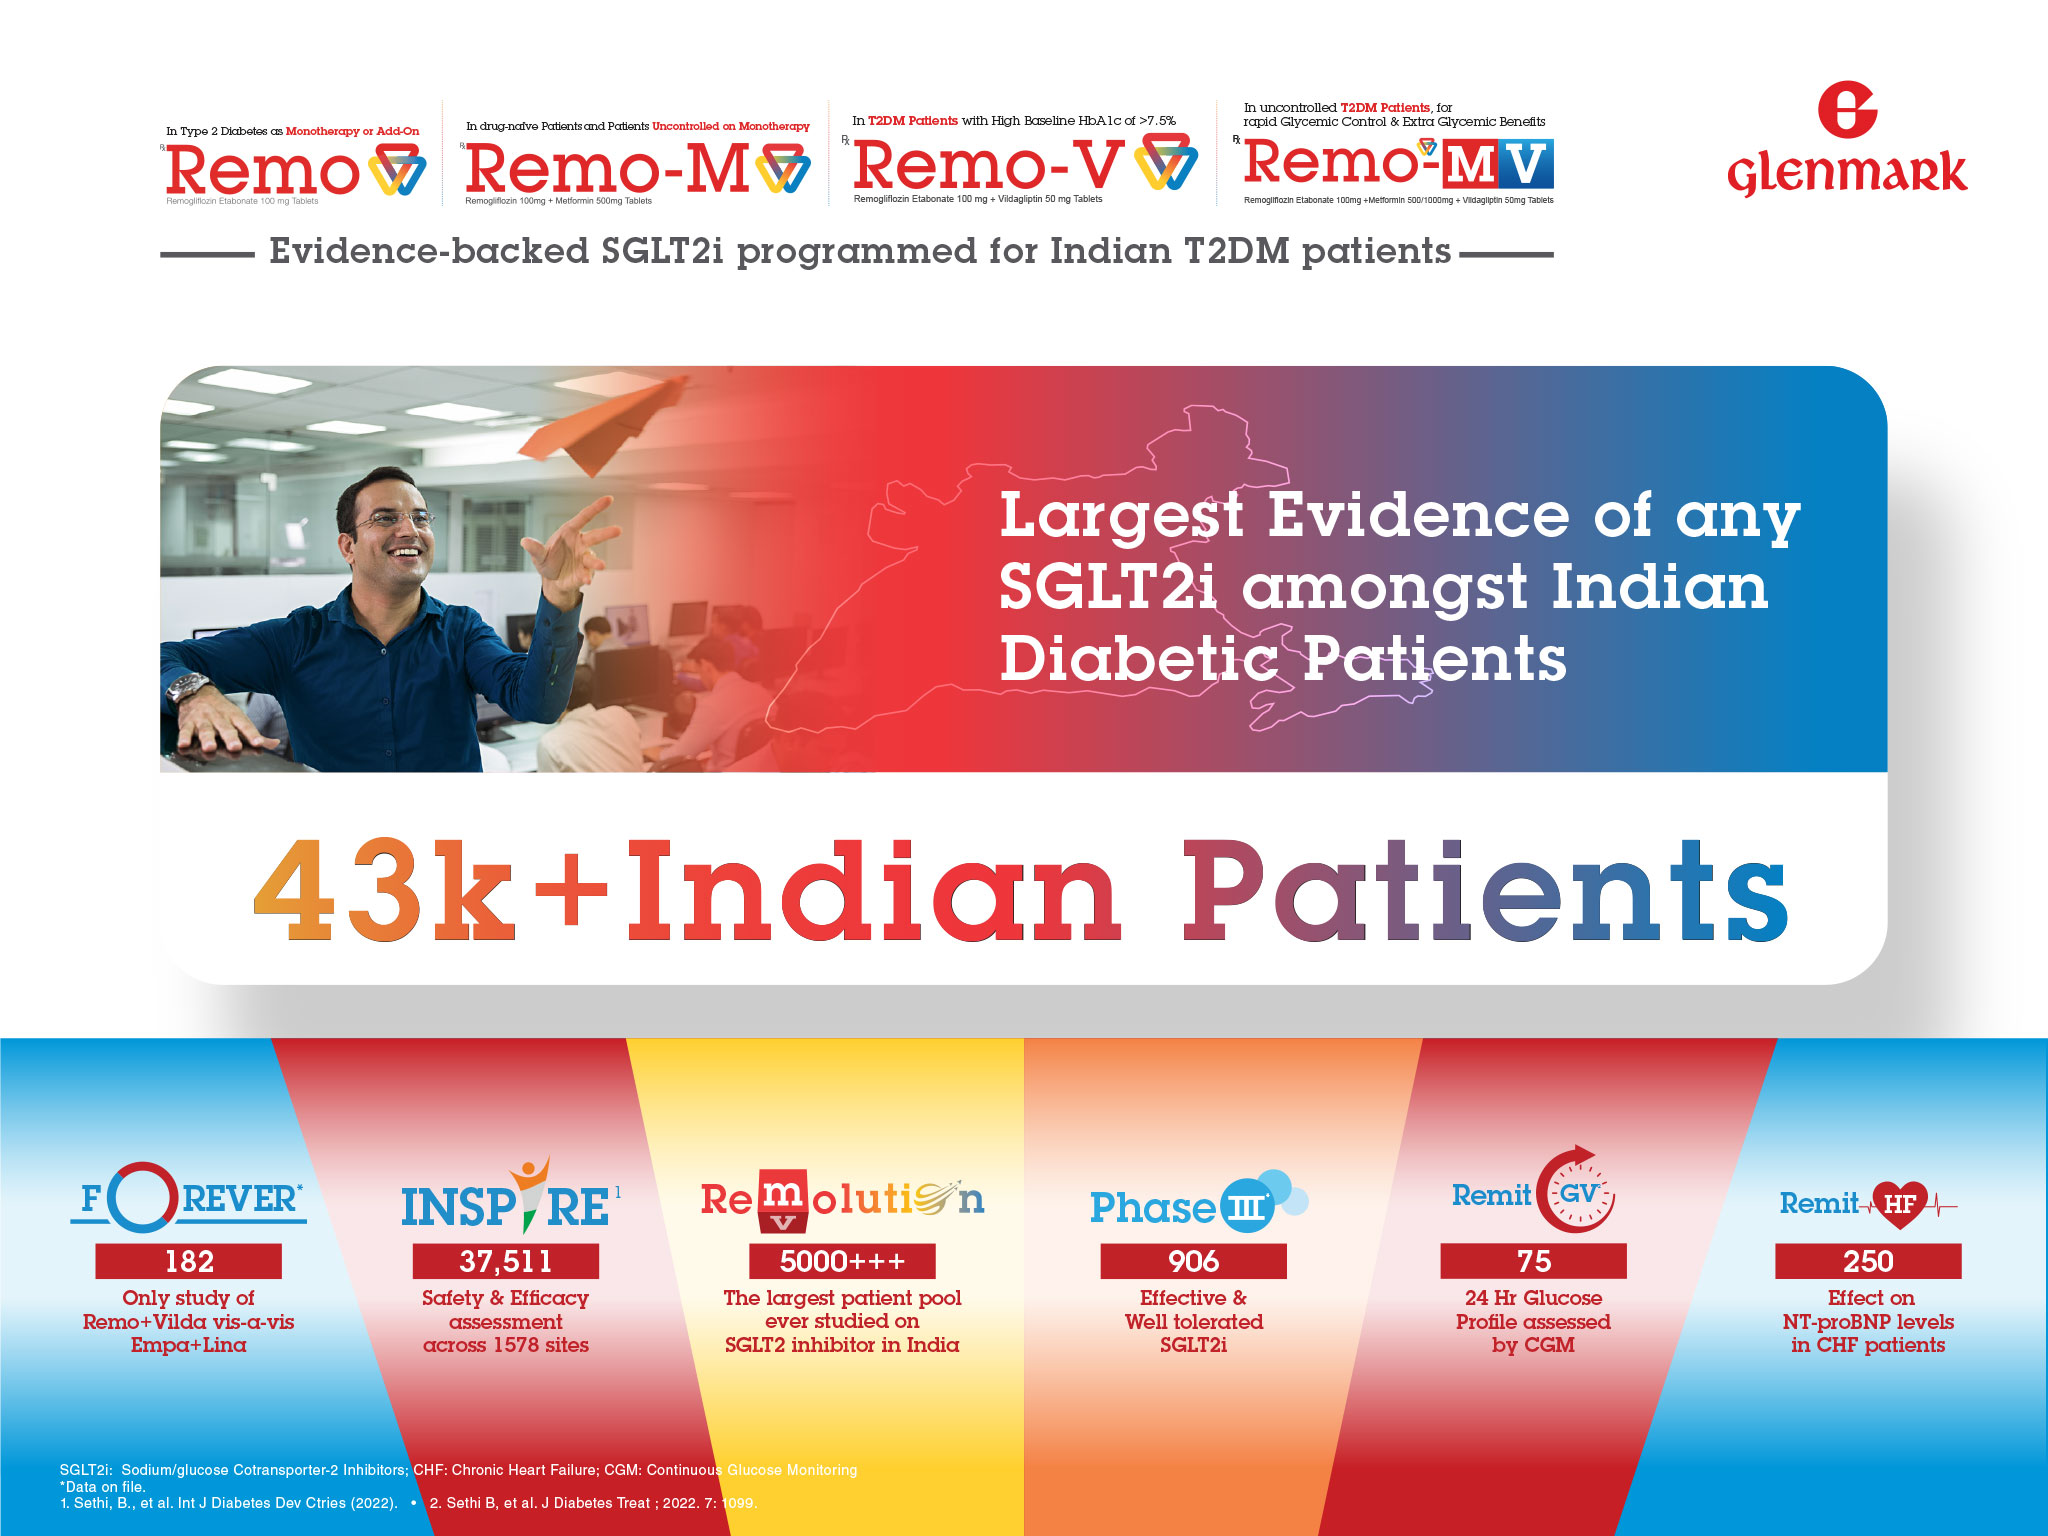 In Type 2 Diabetes as Monotherapy or Add-On
Rx Remo
Remogliflozin Etabonate 100 mg Tablets
In drug-naïve Patients and Patients Uncontrolled on Monotherapy
Rx Remo-M
Remogliflozin 100mg + Metformin 500mg Tablets
In T2DM Patients with High Baseline HbA1c of >7.5%
Rx Remo-V
Remogliflozin Etabonate 100 mg + Vildagliptin 50 mg Tablets
In uncontrolled T2DM Patients, for
rapid Glycemic Control & Extra Glycemic Benefits
Rx Remo-MV
Remogliflozin Etabonate 100mg +Metformin 500/1000mg + Vildagliptin 50mg Tablets
glenmark
Evidence-backed SGLT2i programmed for Indian T2DM patients
Largest Evidence of any
SGLT2i amongst Indian
Diabetic Patients
43k+Indian Patients
FOREVER*
182
Only study of
Remo+Vilda vis-a-vis
Empa+Lina
INSPIRE 1
37,511
Safety & Efficacy
assessment
across 1578 sites
Remolution
mv
5000+++
The largest patient pool
ever studied on
SGLT2 inhibitor in India
Phase III*
906
Effective &
Well tolerated
SGLT2i
Remit GV
75
24 Hr Glucose
Profile assessed
by CGM
Remit HF
250
Effect on
NT-proBNP levels
in CHF patients
SGLT2i: Sodium/glucose Cotransporter-2 Inhibitors; CHF: Chronic Heart Failure; CGM: Continuous Glucose Monitoring
*Data on file.
1. Sethi, B., et al. Int J Diabetes Dev Ctries (2022). • 2. Sethi B, et al. J Diabetes Treat ; 2022. 7: 1099.